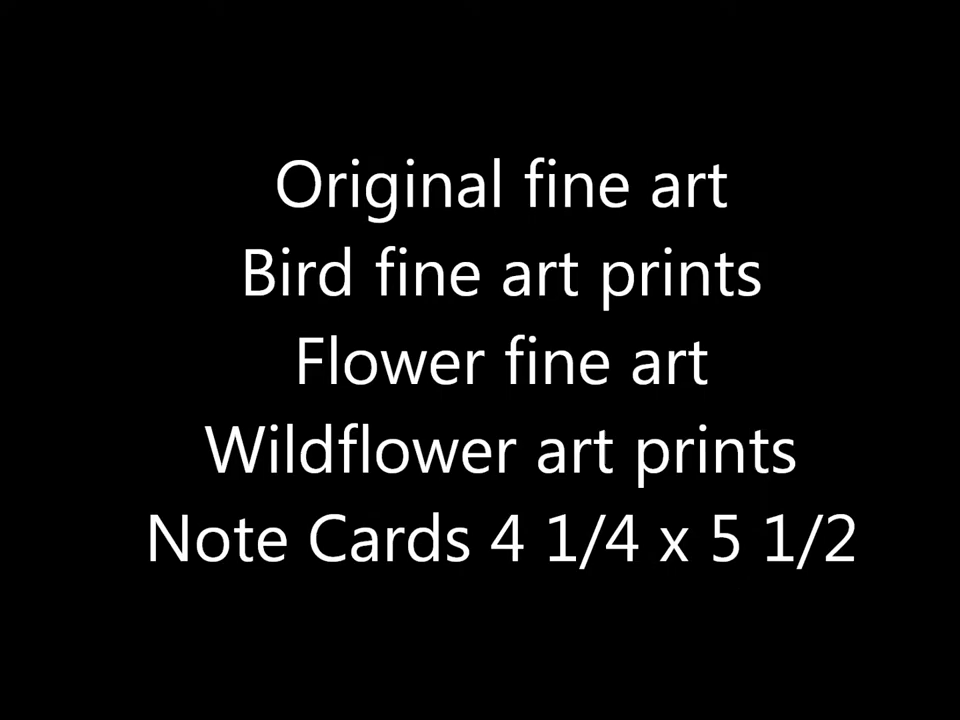 Original fine art
Bird fine art prints
Flower fine art
Wildflower art prints
Note Cards 4 1/4 x 5 1/2